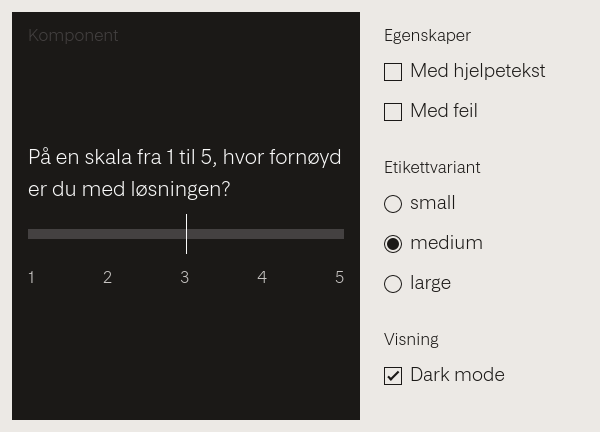 Komponent
På en skala fra 1 til 5, hvor fornøyd
er du med løsningen?
1 2 3 4 5
Egenskaper
Med hjelpetekst
Med feil
Etikettvariant
small
medium
large
Visning
Dark mode